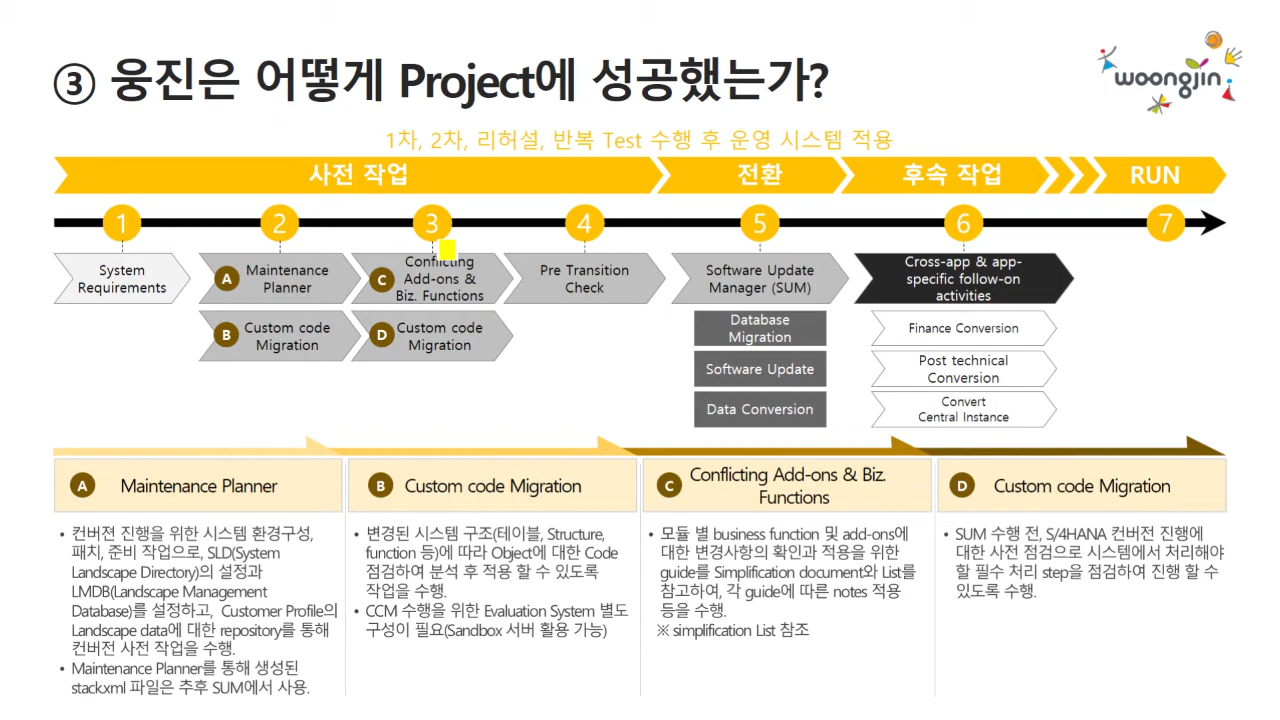 ③ 웅진은 어떻게 Project에 성공했는가?
woongjin
1차, 2차, 리허설, 반복 Test 수행 후 운영 시스템 적용
사전 작업
전환
후속 작업
RUN
1
2
3
4
5
6
7
System
Requirements
A
Maintenance
Planner
C
Conflicting
Add-ons &
Biz. Functions
Pre Transition
Check
Software Update
Manager (SUM)
Cross-app & app-
specific follow-on
activities
B
Custom code
Migration
D
Custom code
Migration
Database
Migration
Software Update
Data Conversion
Finance Conversion
Post technical
Conversion
Convert
Central Instance
A
Maintenance Planner
• 컨버젼 진행을 위한 시스템 환경구성,
패치, 준비 작업으로, SLD(System
Landscape Directory)의 설정과
LMDB(Landscape Management
Database)를 설정하고, Customer Profile의
Landscape data에 대한 repository를 통해
컨버전 사전 작업을 수행.
• Maintenance Planner를 통해 생성된
stack.xml 파일은 추후 SUM에서 사용.
B
Custom code Migration
• 변경된 시스템 구조(테이블, Structure,
function 등)에 따라 Object에 대한 Code
점검하여 분석 후 적용 할 수 있도록
작업을 수행.
• CCM 수행을 위한 Evaluation System 별도
구성이 필요(Sandbox 서버 활용 가능)
C
Conflicting Add-ons & Biz.
Functions
• 모듈 별 business function 및 add-ons에
대한 변경사항의 확인과 적용을 위한
guide를 Simplification document와 List를
참고하여, 각 guide에 따른 notes 적용
등을 수행.
※ simplification List 참조
D
Custom code Migration
• SUM 수행 전, S/4HANA 컨버전 진행에
대한 사전 점검으로 시스템에서 처리해야
할 필수 처리 step을 점검하여 진행 할 수
있도록 수행.